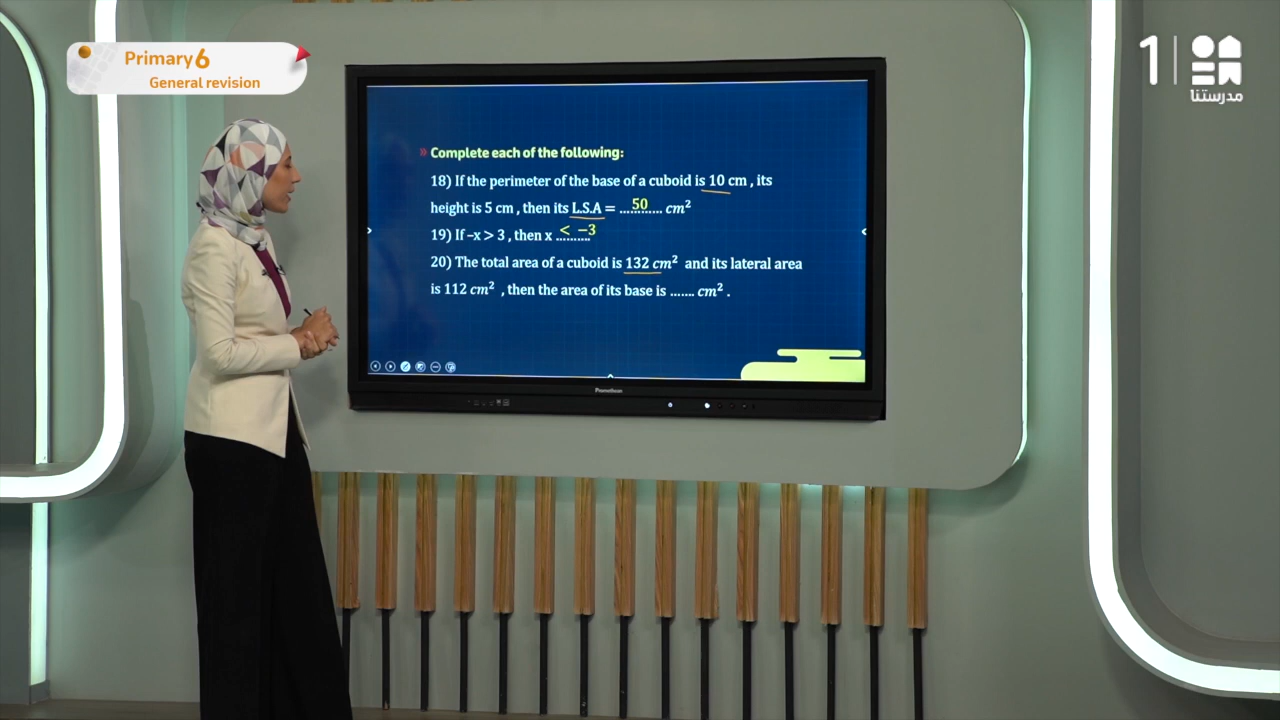 Primary 6
General revision
1
مدرستنا
» Complete each of the following:
18) If the perimeter of the base of a cuboid is 10 cm , its
height is 5 cm , then its L.S.A = ....50.... cm²
19) If –x > 3 , then x ...< −3...
20) The total area of a cuboid is 132 cm² and its lateral area
is 112 cm² , then the area of its base is ....... cm² .
Promethean